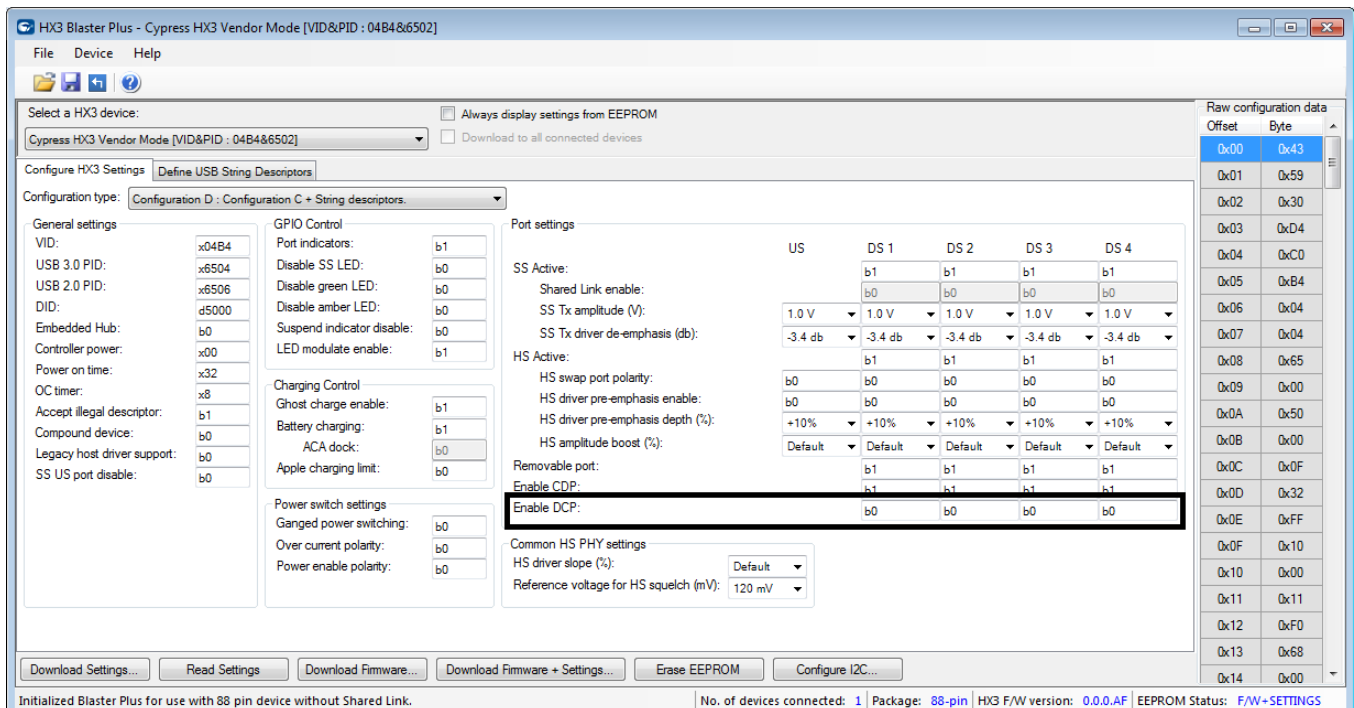 HX3 Blaster Plus - Cypress HX3 Vendor Mode [VID&PID : 04B4&6502]
File Device Help
Select a HX3 device:
Cypress HX3 Vendor Mode [VID&PID : 04B4&6502]
Always display settings from EEPROM
Download to all connected devices
Configure HX3 Settings Define USB String Descriptors
Configuration type: Configuration D : Configuration C + String descriptors.
General settings
VID: x04B4
USB 3.0 PID: x6504
USB 2.0 PID: x6506
DID: d5000
Embedded Hub: b0
Controller power: x00
Power on time: x32
OC timer: x8
Accept illegal descriptor: b1
Compound device: b0
Legacy host driver support: b0
SS US port disable: b0
GPIO Control
Port indicators: b1
Disable SS LED: b0
Disable green LED: b0
Disable amber LED: b0
Suspend indicator disable: b0
LED modulate enable: b1
Charging Control
Ghost charge enable: b1
Battery charging: b1
ACA dock: b0
Apple charging limit: b0
Power switch settings
Ganged power switching: b0
Over current polarity: b0
Power enable polarity: b0
Port settings
US DS 1 DS 2 DS 3 DS 4
SS Active: b1 b1 b1 b1
Shared Link enable: b0 b0 b0 b0
SS Tx amplitude (V): 1.0 V 1.0 V 1.0 V 1.0 V 1.0 V
SS Tx driver de-emphasis (db): -3.4 db -3.4 db -3.4 db -3.4 db -3.4 db
HS Active: b1 b1 b1 b1
HS swap port polarity: b0 b0 b0 b0 b0
HS driver pre-emphasis enable: b0 b0 b0 b0 b0
HS driver pre-emphasis depth (%): +10% +10% +10% +10% +10%
HS amplitude boost (%): Default Default Default Default Default
Removable port: b1 b1 b1 b1
Enable CDP: b1 b1 b1 b1
Enable DCP: b0 b0 b0 b0
Common HS PHY settings
HS driver slope (%): Default
Reference voltage for HS squelch (mV): 120 mV
Raw configuration data
Offset Byte
0x00 0x43
0x01 0x59
0x02 0x30
0x03 0xD4
0x04 0xC0
0x05 0xB4
0x06 0x04
0x07 0x04
0x08 0x65
0x09 0x00
0x0A 0x50
0x0B 0x00
0x0C 0x0F
0x0D 0x32
0x0E 0xFF
0x0F 0x10
0x10 0x00
0x11 0x11
0x12 0xF0
0x13 0x68
0x14 0x00
Download Settings... Read Settings Download Firmware... Download Firmware + Settings... Erase EEPROM Configure I2C...
Initialized Blaster Plus for use with 88 pin device without Shared Link. No. of devices connected: 1 Package: 88-pin HX3 F/W version: 0.0.0.AF EEPROM Status: F/W+SETTINGS